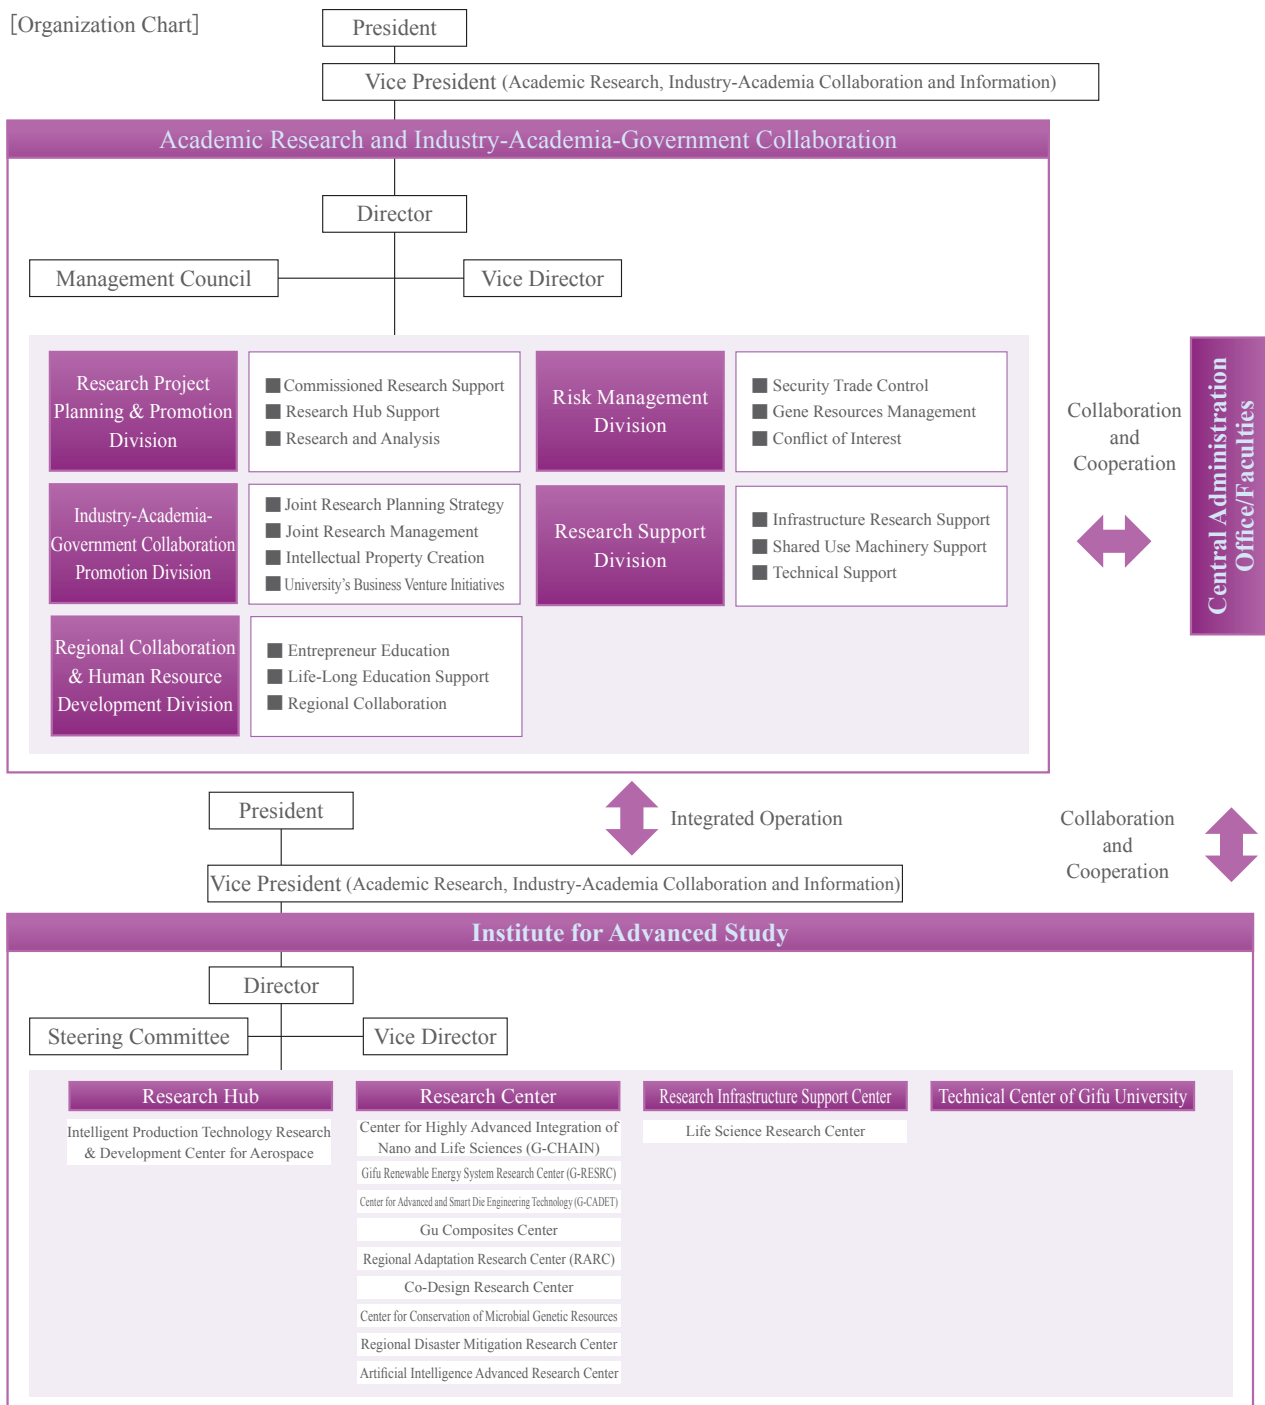 [Organization Chart]
President
Vice President (Academic Research, Industry-Academia Collaboration and Information)
Academic Research and Industry-Academia-Government Collaboration
Director
Management Council
Vice Director
Research Project
Planning & Promotion
Division
■ Commissioned Research Support
■ Research Hub Support
■ Research and Analysis
Risk Management
Division
■ Security Trade Control
■ Gene Resources Management
■ Conflict of Interest
Industry-Academia-
Government Collaboration
Promotion Division
■ Joint Research Planning Strategy
■ Joint Research Management
■ Intellectual Property Creation
■ University's Business Venture Initiatives
Research Support
Division
■ Infrastructure Research Support
■ Shared Use Machinery Support
■ Technical Support
Regional Collaboration
& Human Resource
Development Division
■ Entrepreneur Education
■ Life-Long Education Support
■ Regional Collaboration
Collaboration
and
Cooperation
Central Administration
Office/Faculties
President
Integrated Operation
Collaboration
and
Cooperation
Vice President (Academic Research, Industry-Academia Collaboration and Information)
Institute for Advanced Study
Director
Steering Committee
Vice Director
Research Hub
Intelligent Production Technology Research
& Development Center for Aerospace
Research Center
Center for Highly Advanced Integration of
Nano and Life Sciences (G-CHAIN)
Gifu Renewable Energy System Research Center (G-RESRC)
Center for Advanced and Smart Die Engineering Technology (G-CADET)
Gu Composites Center
Regional Adaptation Research Center (RARC)
Co-Design Research Center
Center for Conservation of Microbial Genetic Resources
Regional Disaster Mitigation Research Center
Artificial Intelligence Advanced Research Center
Research Infrastructure Support Center
Life Science Research Center
Technical Center of Gifu University